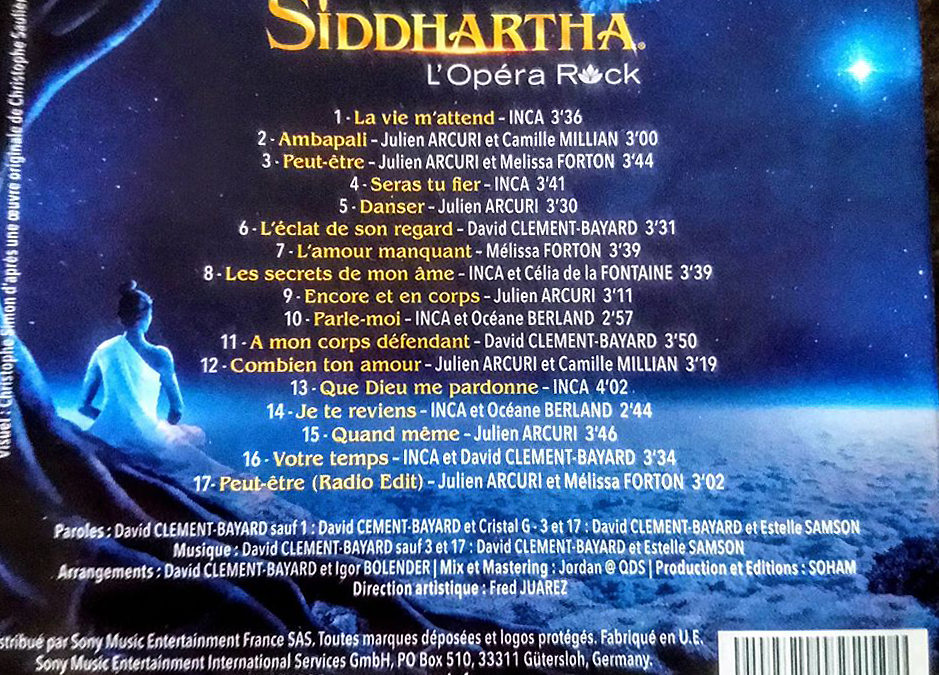 SIDDHARTHA
L'Opéra Rock
1 - La vie m'attend - INCA 3'36
2 - Ambapali - Julien ARCURI et Camille MILLIAN 3'00
3 - Peut-être - Julien ARCURI et Melissa FORTON 3'44
4 - Seras tu fier - INCA 3'41
5 - Danser - Julien ARCURI 3'30
6 - L'éclat de son regard - David CLEMENT-BAYARD 3'31
7 - L'amour manquant - Mélissa FORTON 3'39
8 - Les secrets de mon âme - INCA et Célia de la FONTAINE 3'39
9 - Encore et en corps - Julien ARCURI 3'11
10 - Parle-moi - INCA et Océane BERLAND 2'57
11 - A mon corps défendant - David CLEMENT-BAYARD 3'50
12 - Combien ton amour - Julien ARCURI et Camille MILLIAN 3'19
13 - Que Dieu me pardonne - INCA 4'02
14 - Je te reviens - INCA et Océane BERLAND 2'44
15 - Quand même - Julien ARCURI 3'46
16 - Votre temps - INCA et David CLEMENT-BAYARD 3'34
17 - Peut-être (Radio Edit) - Julien ARCURI et Mélissa FORTON 3'02
Paroles : David CLEMENT-BAYARD sauf 1 : David CEMENT-BAYARD et Cristal G - 3 et 17 : David CLEMENT-BAYARD et Estelle SAMSON
Musique : David CLEMENT-BAYARD sauf 3 et 17 : David CLEMENT-BAYARD et Estelle SAMSON
Arrangements : David CLEMENT-BAYARD et Igor BOLENDER | Mix et Mastering : Jordan @ QDS | Production et Editions : SOHAM
Direction artistique : Fred JUAREZ
stribué par Sony Music Entertainment France SAS. Toutes marques déposées et logos protégés. Fabriqué en U.E.
Sony Music Entertainment International Services GmbH, PO Box 510, 33311 Gütersloh, Germany.
Visuel : Christophe Simon d'après une œuvre originale de Christophe Saulie